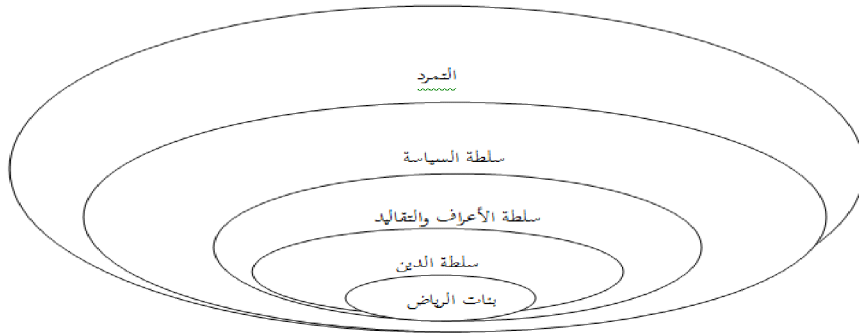 التمرد
سلطة السياسة
سلطة الأعراف والتقاليد
سلطة الدين
بنات الرياض